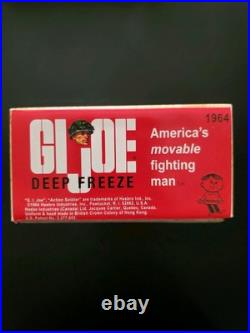 1964
GI JOE
DEEP FREEZE
America's
movable
fighting
man
"G.I. Joe", "Action Soldier" are trademarks of Hasbro Ind., Inc.
Hasbro Industries, Inc., Pawtucket, R. I. 02862, U.S.A.
Hasbro Industries (Canada) Ltd. Jacques Cartier, Quebec, Canada.
Uniform & head made in British Crown Colony of Hong Kong.